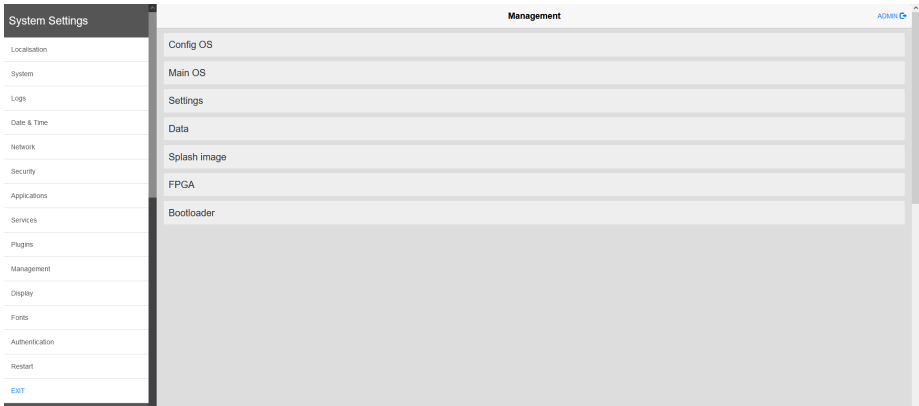 System Settings
Localisation
System
Logs
Date & Time
Network
Security
Applications
Services
Plugins
Management
Display
Fonts
Authentication
Restart
EXIT
Management
ADMIN
Config OS
Main OS
Settings
Data
Splash image
FPGA
Bootloader